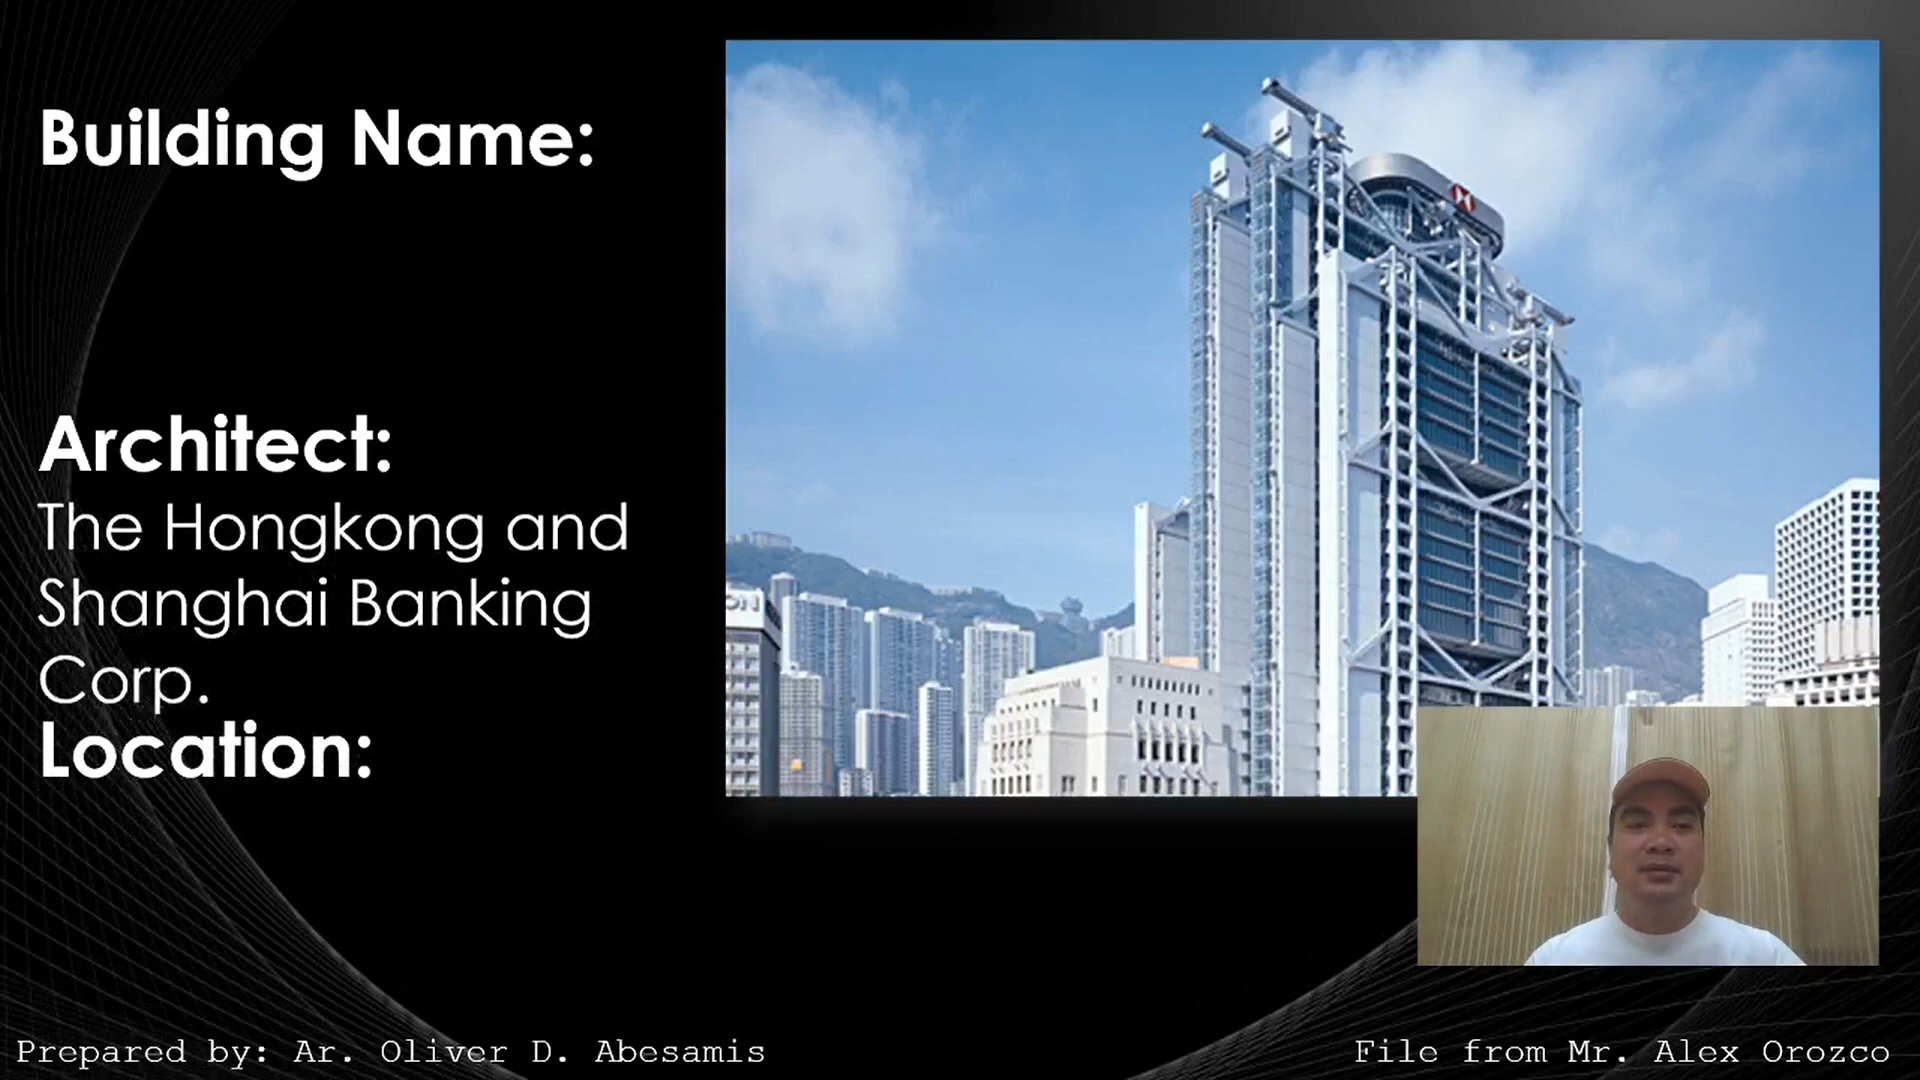 Building Name:
Architect:
The Hongkong and
Shanghai Banking
Corp.
Location:
ON
Prepared by: Ar. Oliver D. Abesamis
File from Mr. Alex Orozco